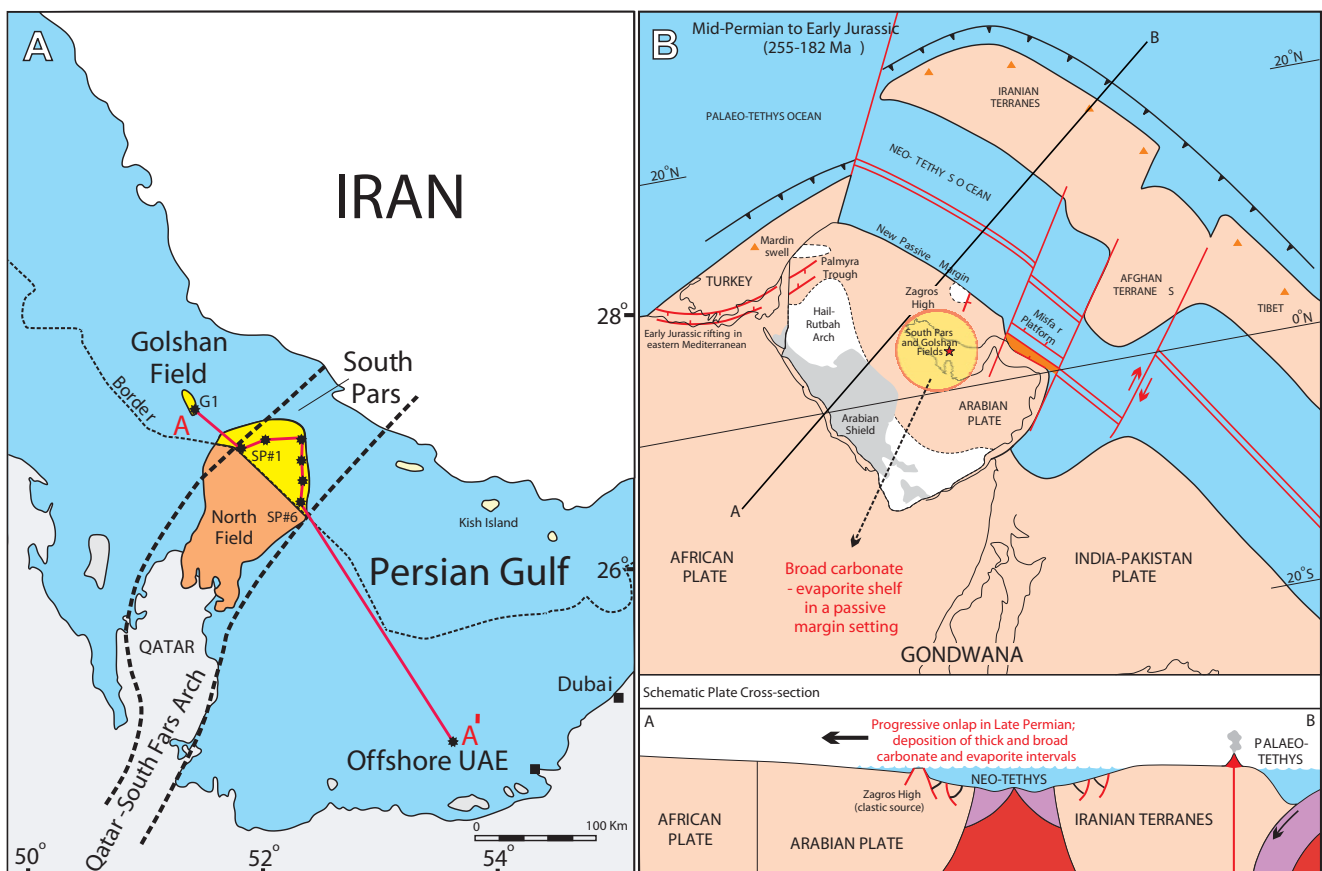 A
IRAN
28°
Golshan
Field
South
Pars
Border
G1
A
SP#1
SP#6
North
Field
Kish Island
Persian Gulf
26°
QATAR
Dubai
A'
Offshore UAE
Qatar -South Fars Arch
0
100 Km
50°
52°
54°
B
Mid-Permian to Early Jurassic
(255-182 Ma )
B
20°N
IRANIAN
TERRANES
PALAEO-TETHYS OCEAN
NEO- TETHY S O CEAN
20°N
New Passive Margin
Mardin
swell
Palmyra
Trough
TURKEY
Zagros
High
AFGHAN
TERRANE S
TIBET
0°N
Misfa r
Platform
Hail-
Rutbah
Arch
Early Jurassic rifting in
eastern Mediterranean
South Pars
and Golshan
Fields
ARABIAN
PLATE
Arabian
Shield
A
AFRICAN
PLATE
INDIA-PAKISTAN
PLATE
20°S
Broad carbonate
- evaporite shelf
in a passive
margin setting
GONDWANA
Schematic Plate Cross-section
A
B
Progressive onlap in Late Permian;
deposition of thick and broad
carbonate and evaporite intervals
PALAEO-
TETHYS
NEO-TETHYS
Zagros High
(clastic source)
AFRICAN
PLATE
ARABIAN PLATE
IRANIAN TERRANES